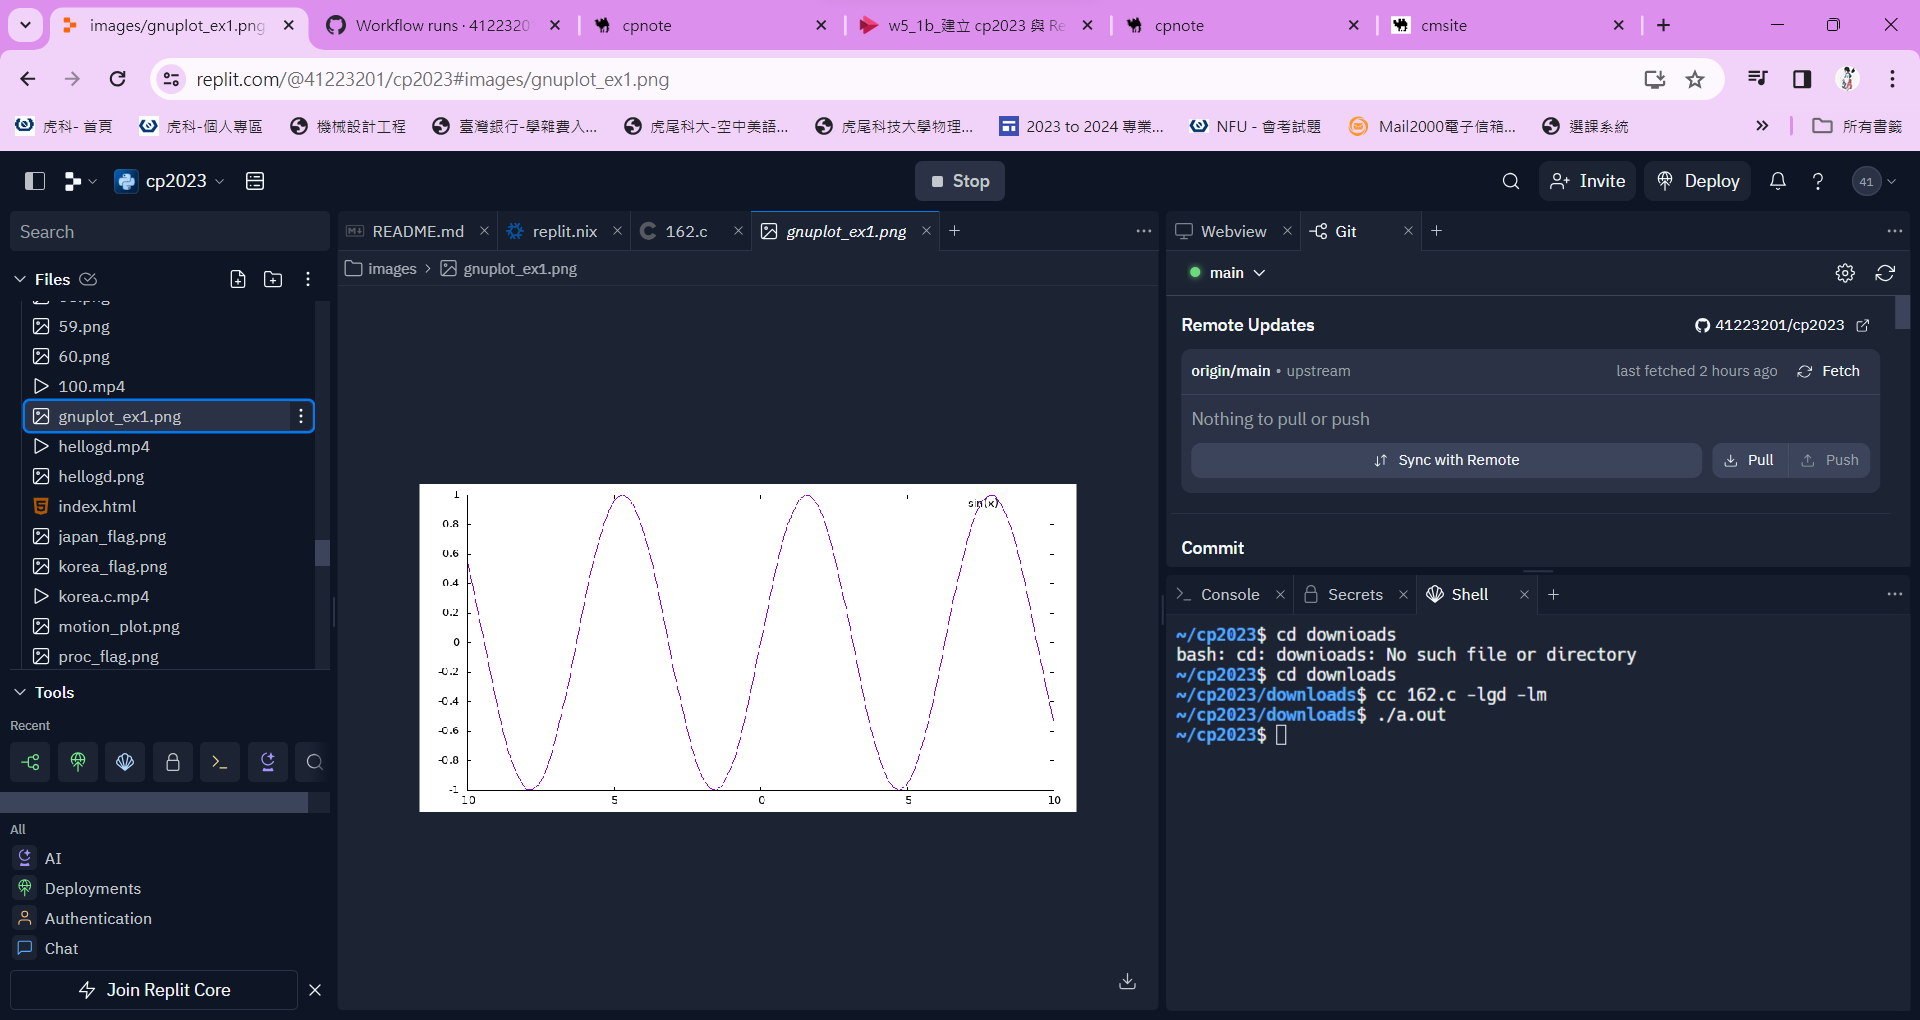 images/gnuplot_ex1.png
Workflow runs · 4122320
cpnote
w5_1b_建立 cp2023 與 Re
cpnote
cmsite
replit.com/@41223201/cp2023#images/gnuplot_ex1.png
虎科- 首頁
虎科-個人專區
機械設計工程
臺灣銀行-學雜費入...
虎尾科大-空中美語...
虎尾科技大學物理...
2023 to 2024 專業...
NFU - 會考試題
Mail2000電子信箱...
選課系統
所有書籤
cp2023
Stop
Invite
Deploy
41
Search
README.md
replit.nix
162.c
gnuplot_ex1.png
Webview
Git
Files
images
gnuplot_ex1.png
main
59.png
60.png
100.mp4
gnuplot_ex1.png
hellogd.mp4
hellogd.png
index.html
japan_flag.png
korea_flag.png
korea.c.mp4
motion_plot.png
proc_flag.png
Tools
Recent
All
AI
Deployments
Authentication
Chat
Join Replit Core
1
0.8
0.6
0.4
0.2
0
-0.2
-0.4
-0.6
-0.8
-1
10
5
0
5
10
sin(x)
Remote Updates
41223201/cp2023
origin/main • upstream
last fetched 2 hours ago
Fetch
Nothing to pull or push
Sync with Remote
Pull
Push
Commit
Console
Secrets
Shell
~/cp2023$ cd downioads
bash: cd: downioads: No such file or directory
~/cp2023$ cd downloads
~/cp2023/downloads$ cc 162.c -lgd -lm
~/cp2023/downloads$ ./a.out
~/cp2023$